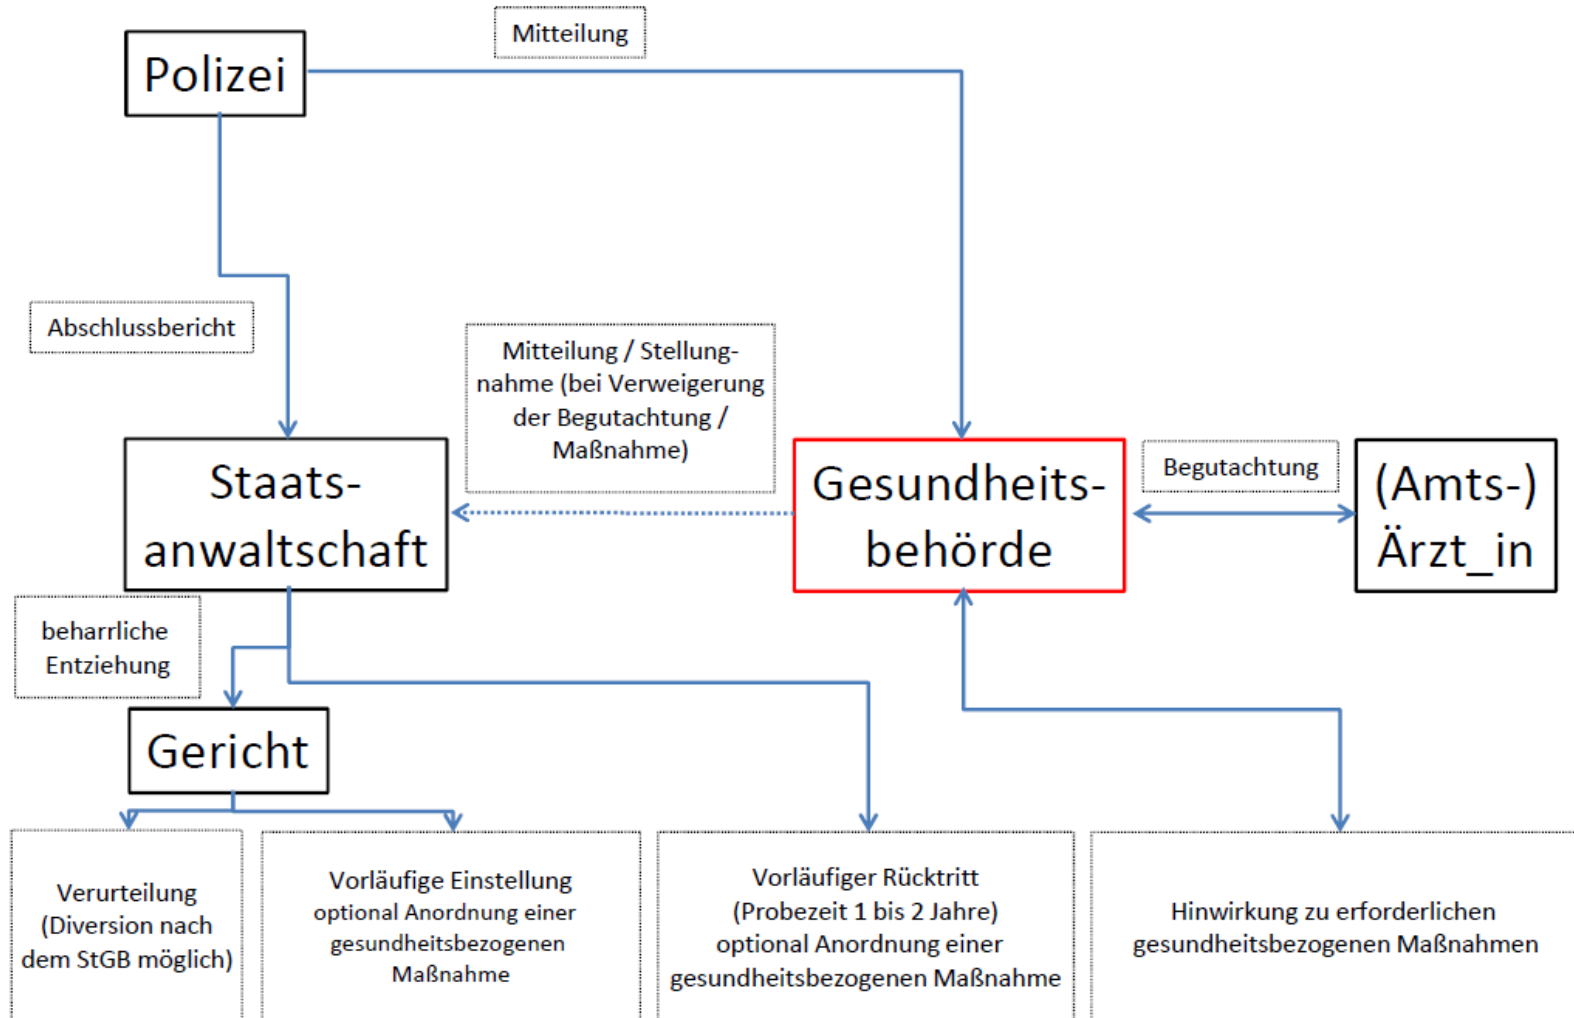 Mitteilung
Polizei
Abschlussbericht
Mitteilung / Stellung-
nahme (bei Verweigerung
der Begutachtung /
Maßnahme)
Staats-
anwaltschaft
Gesundheits-
behörde
Begutachtung
(Amts-)
Ärzt_in
beharrliche
Entziehung
Gericht
Verurteilung
(Diversion nach
dem StGB möglich)
Vorläufige Einstellung
optional Anordnung einer
gesundheitsbezogenen
Maßnahme
Vorläufiger Rücktritt
(Probezeit 1 bis 2 Jahre)
optional Anordnung einer
gesundheitsbezogenen Maßnahme
Hinwirkung zu erforderlichen
gesundheitsbezogenen Maßnahmen